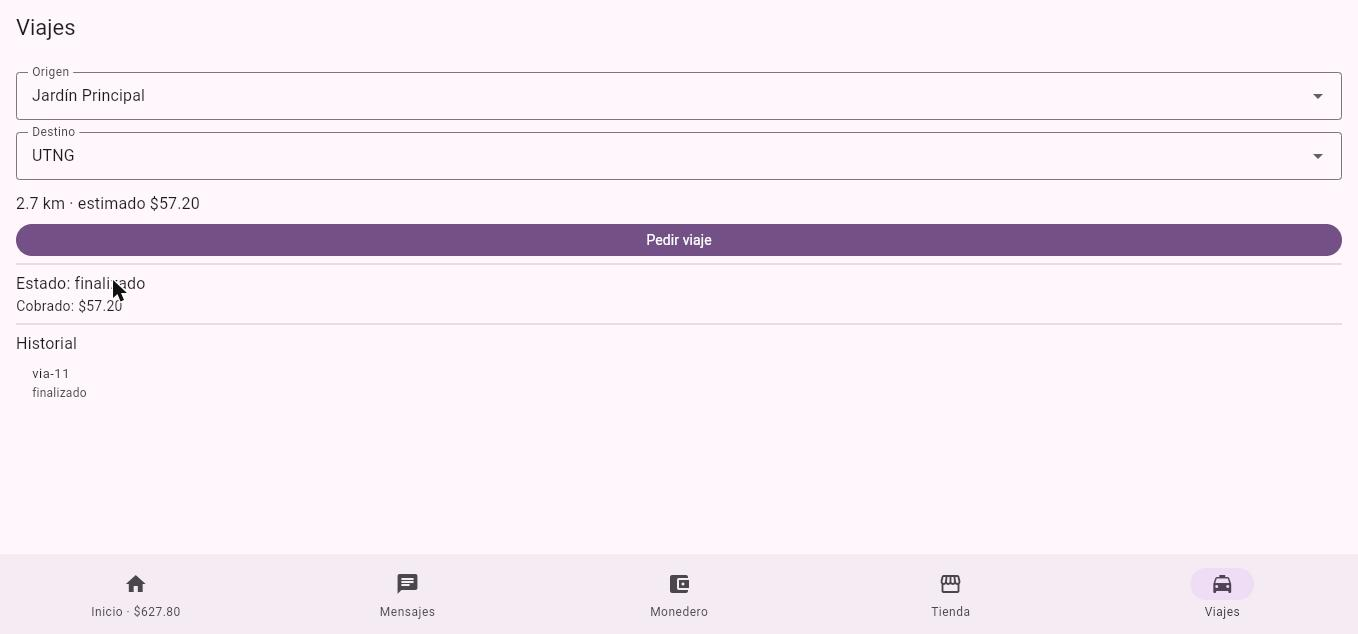 Viajes
Origen
Jardín Principal
Destino
UTNG
2.7 km · estimado $57.20
Pedir viaje
Estado: finalizado
Cobrado: $57.20
Historial
via-11
finalizado
Inicio · $627.80
Mensajes
Monedero
Tienda
Viajes